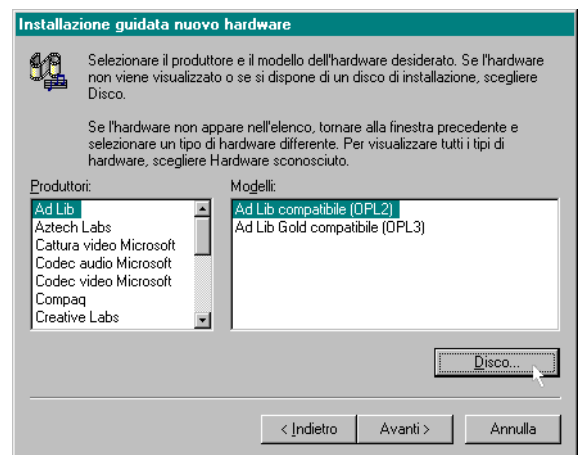 Installazione guidata nuovo hardware
Selezionare il produttore e il modello dell'hardware desiderato. Se l'hardware
non viene visualizzato o se si dispone di un disco di installazione, scegliere
Disco.
Se l'hardware non appare nell'elenco, tornare alla finestra precedente e
selezionare un tipo di hardware differente. Per visualizzare tutti i tipi di
hardware, scegliere Hardware sconosciuto.
Produttori:
Ad Lib
Aztech Labs
Cattura video Microsoft
Codec audio Microsoft
Codec video Microsoft
Compaq
Creative Labs
Modelli:
Ad Lib compatibile (OPL2)
Ad Lib Gold compatibile (OPL3)
Disco...
< Indietro
Avanti >
Annulla